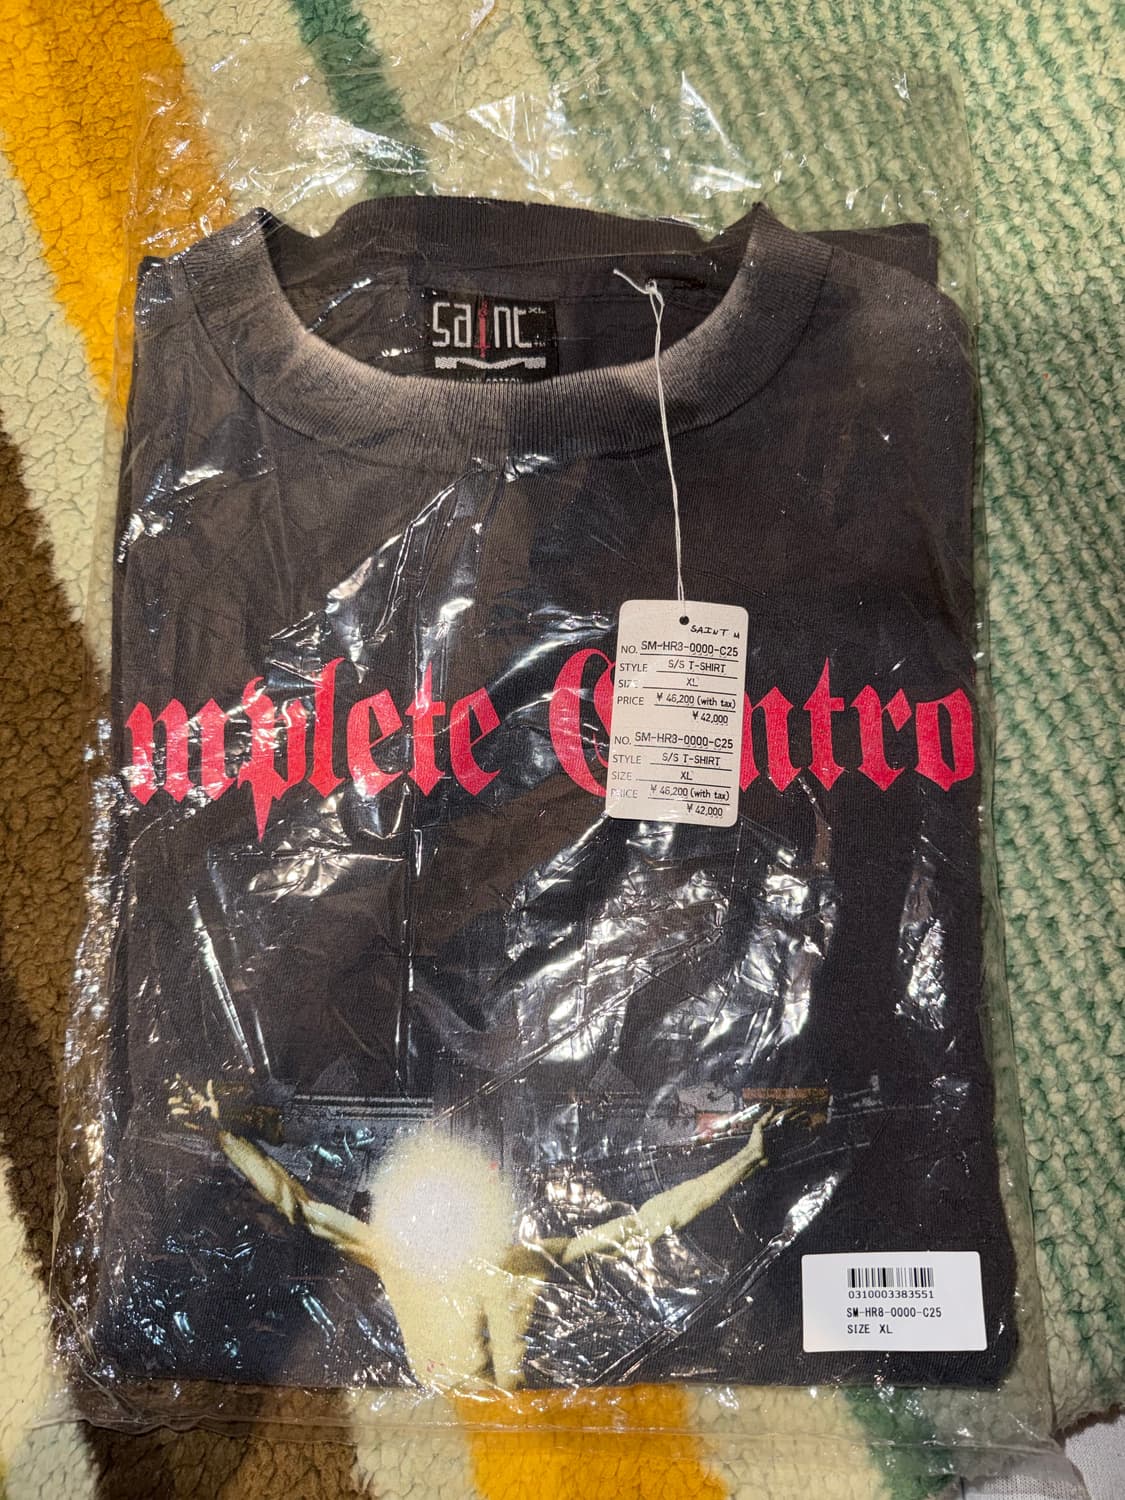 saint XL
mplete C ntro
SAINT M
NO. SM-HR3-0000-C25
STYLE S/S T-SHIRT
SIZE XL
PRICE ¥ 46,200 (with tax)
¥ 42,000
NO. SM-HR3-0000-C25
STYLE S/S T-SHIRT
SIZE XL
PRICE ¥ 46,200 (with tax)
¥ 42,000
0310003383551
SM-HR8-0000-C25
SIZE XL